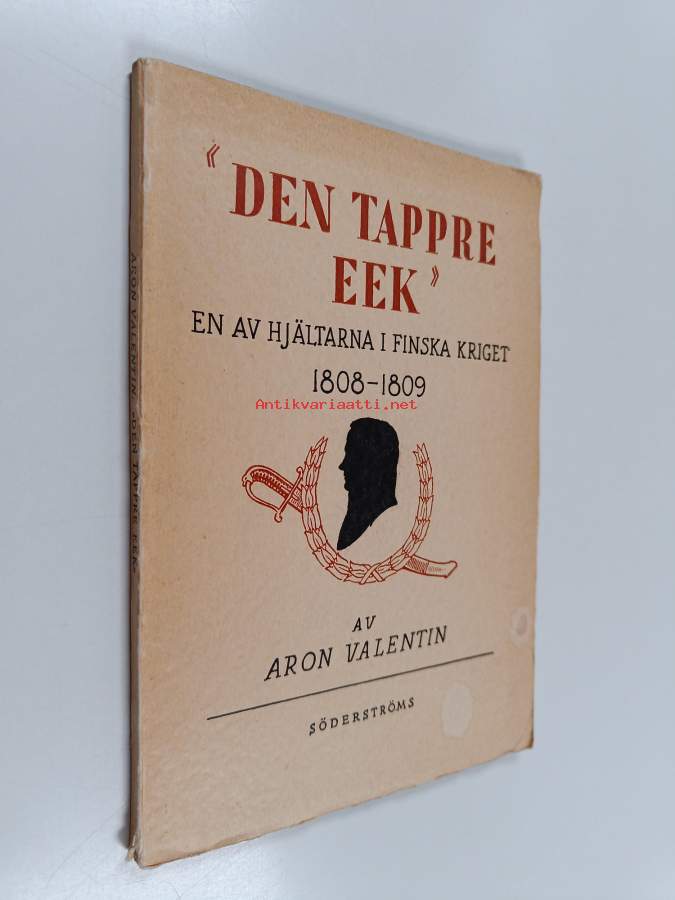 « DEN TAPPRE
EEK »
EN AV HJÄLTARNA I FINSKA KRIGET
1808-1809
Antikvariaatti.net
AV
ARON VALENTIN
SÖDERSTRÖMS
ARON VALENTIN: »DEN TAPPRE EEK»